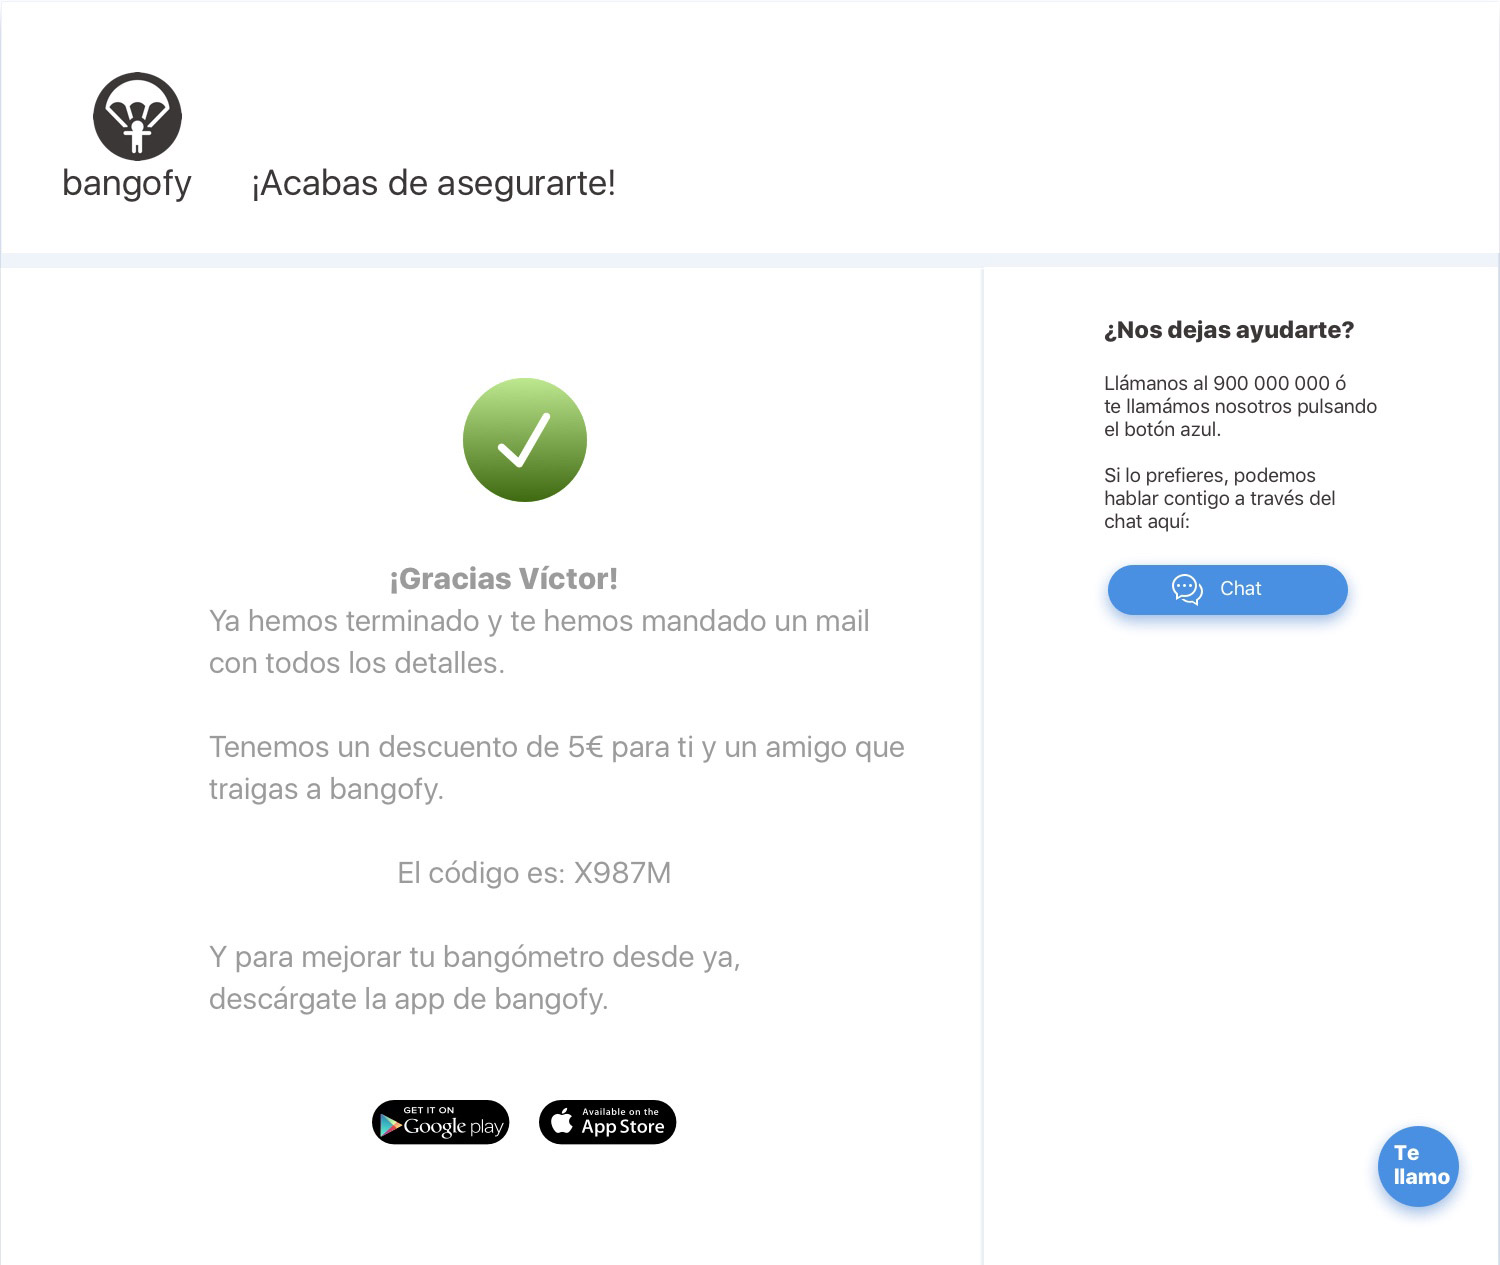 bangofy
¡Acabas de asegurarte!
¡Gracias Víctor!
Ya hemos terminado y te hemos mandado un mail
con todos los detalles.
Tenemos un descuento de 5€ para ti y un amigo que
traigas a bangofy.
El código es: X987M
Y para mejorar tu bangómetro desde ya,
descárgate la app de bangofy.
GET IT ON
Google play
Available on the
App Store
¿Nos dejas ayudarte?
Llámanos al 900 000 000 ó
te llamámos nosotros pulsando
el botón azul.
Si lo prefieres, podemos
hablar contigo a través del
chat aquí:
Chat
Te
llamo